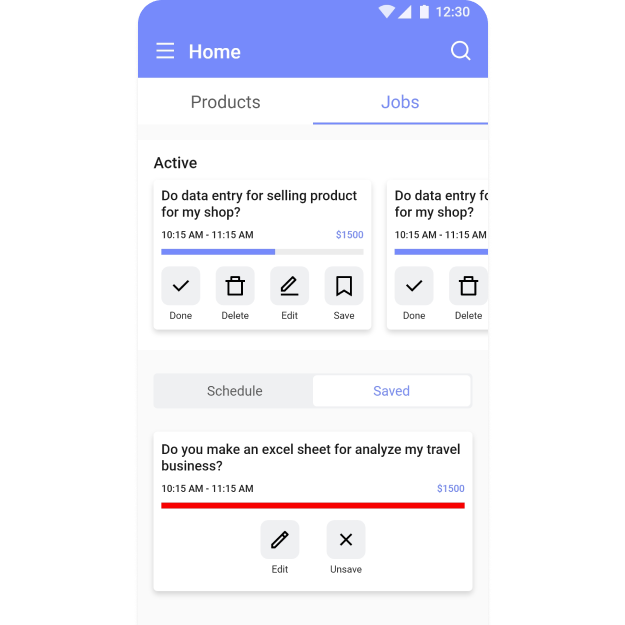 12:30
Home
Products
Jobs
Active
Do data entry for selling product
for my shop?
10:15 AM - 11:15 AM
$1500
Done
Delete
Edit
Save
Do data entry fo
for my shop?
10:15 AM - 11:15 AM
Done
Delete
Schedule
Saved
Do you make an excel sheet for analyze my travel
business?
10:15 AM - 11:15 AM
$1500
Edit
Unsave